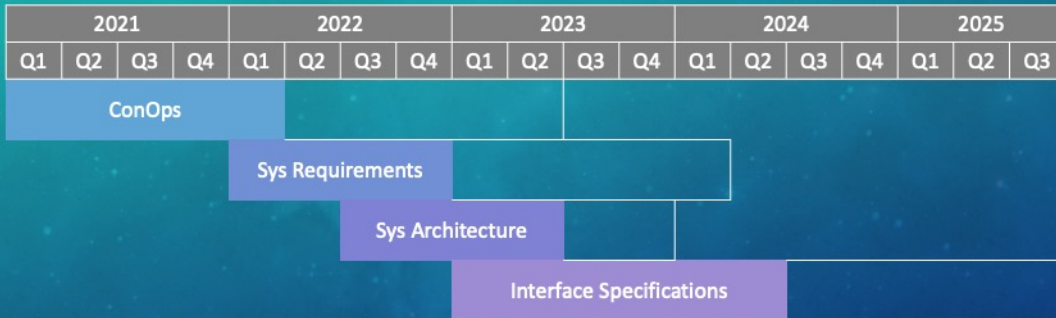 2021 2022 2023 2024 2025
Q1 Q2 Q3 Q4 Q1 Q2 Q3 Q4 Q1 Q2 Q3 Q4 Q1 Q2 Q3 Q4 Q1 Q2 Q3
ConOps
Sys Requirements
Sys Architecture
Interface Specifications